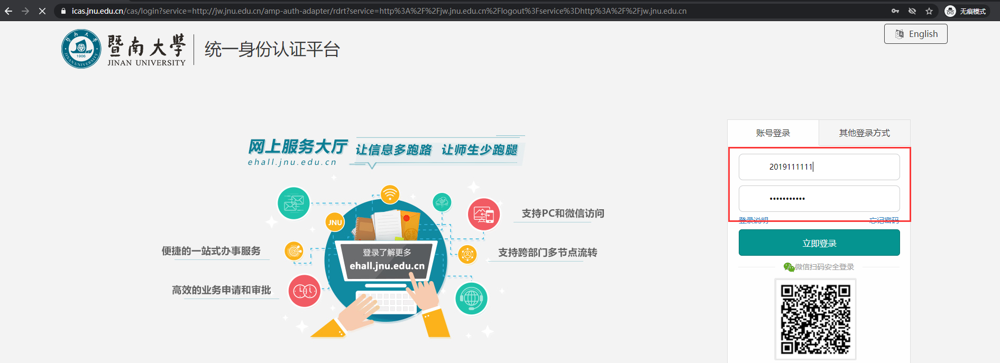 icas.jnu.edu.cn/cas/login?service=http://jw.jnu.edu.cn/amp-auth-adapter/rdrt?service=http%3A%2F%2Fjw.jnu.edu.cn%2Flogout%3Fservice%3Dhttp%3A%2F%2Fjw.jnu.edu.cn
无痕模式
暨南大學
JINAN UNIVERSITY
1906
统一身份认证平台
English
账号登录
其他登录方式
2019111111
•••••••••••
登录说明
忘记密码
立即登录
微信扫码安全登录
网上服务大厅
ehall.jnu.edu.cn
让信息多跑路 让师生少跑腿
JNU
支持PC和微信访问
便捷的一站式办事服务
登录了解更多
ehall.jnu.edu.cn
支持跨部门多节点流转
高效的业务申请和审批